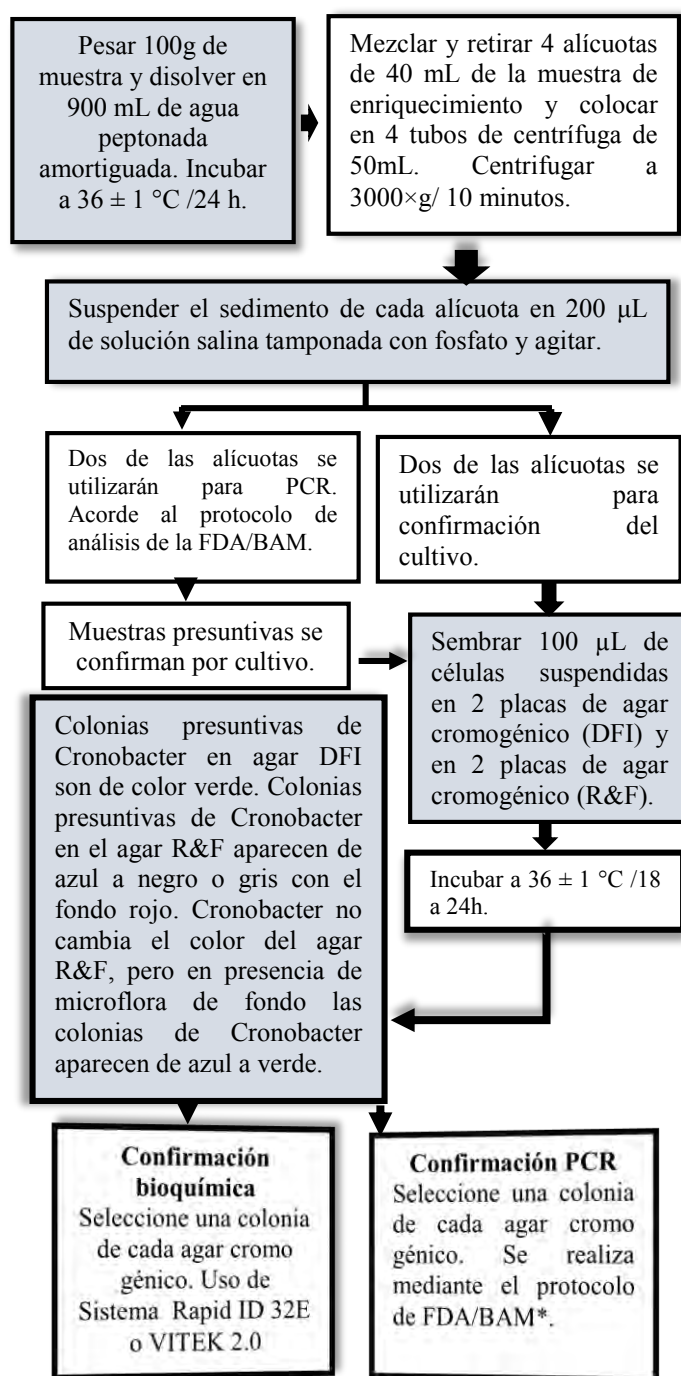 Pesar 100g de
muestra y disolver en
900 mL de agua
peptonada
amortiguada. Incubar
a 36 ± 1 °C /24 h.
Mezclar y retirar 4 alícuotas
de 40 mL de la muestra de
enriquecimiento y colocar
en 4 tubos de centrífuga de
50mL. Centrifugar a
3000×g/ 10 minutos.
Suspender el sedimento de cada alícuota en 200 µL
de solución salina tamponada con fosfato y agitar.
Dos de las alícuotas se
utilizarán para PCR.
Acorde al protocolo de
análisis de la FDA/BAM.
Dos de las alícuotas se
utilizarán para
confirmación del
cultivo.
Muestras presuntivas se
confirman por cultivo.
Sembrar 100 µL de
células suspendidas
en 2 placas de agar
cromogénico (DFI) y
en 2 placas de agar
cromogénico (R&F).
Incubar a 36 ± 1 °C /18
a 24h.
Colonias presuntivas de
Cronobacter en agar DFI
son de color verde. Colonias
presuntivas de Cronobacter
en el agar R&F aparecen de
azul a negro o gris con el
fondo rojo. Cronobacter no
cambia el color del agar
R&F, pero en presencia de
microflora de fondo las
colonias de Cronobacter
aparecen de azul a verde.
Confirmación
bioquímica
Seleccione una colonia
de cada agar cromo
génico. Uso de
Sistema Rapid ID 32E
o VITEK 2.0
Confirmación PCR
Seleccione una colonia
de cada agar cromo
génico. Se realiza
mediante el protocolo
de FDA/BAM*.